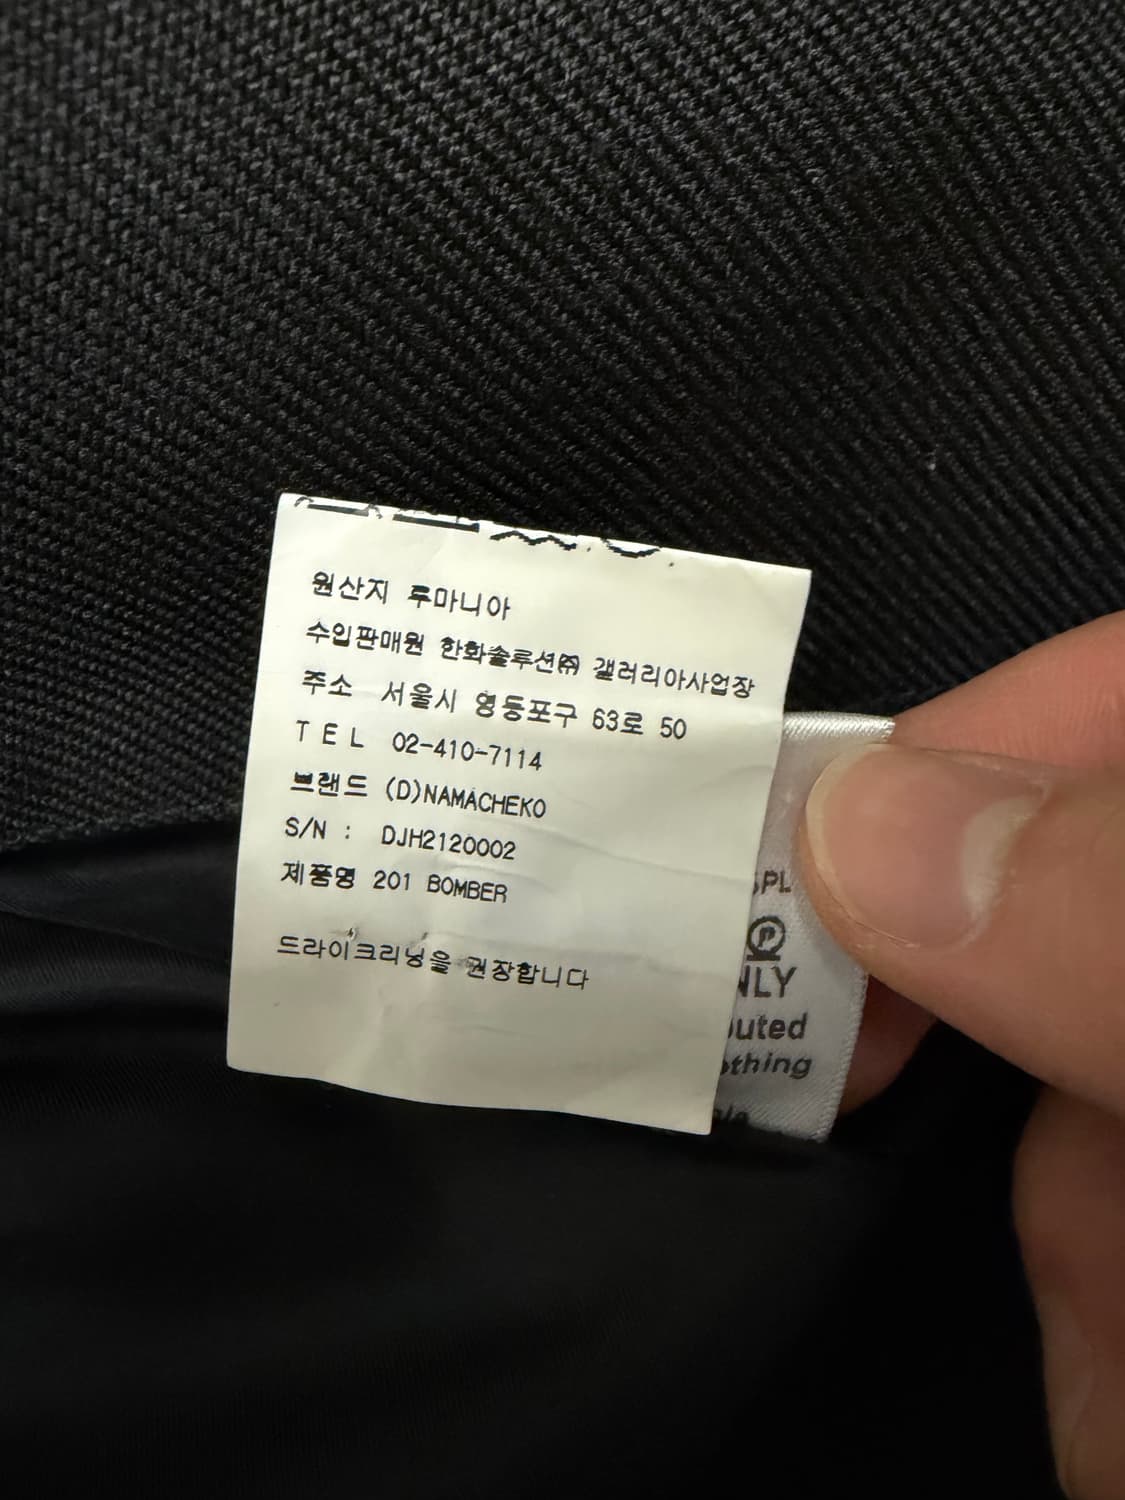 원산지 루마니아
수입판매원 한화솔루션㈜ 갤러리아사업장
주소 서울시 영등포구 63로 50
TEL 02-410-7114
브랜드 (D)NAMACHEKO
S/N : DJH2120002
제품명 201 BOMBER
드라이크리닝을 권장합니다
SPL
P
NLY
uted
othing